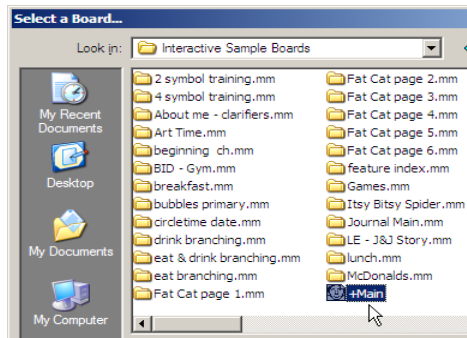 Select a Board...
Look in:
Interactive Sample Boards
My Recent
Documents
Desktop
My Documents
My Computer
2 symbol training.mm
4 symbol training.mm
About me - clarifiers.mm
Art Time.mm
beginning ch.mm
BID - Gym.mm
breakfast.mm
bubbles primary.mm
circletime date.mm
drink branching.mm
eat & drink branching.mm
eat branching.mm
Fat Cat page 1.mm
Fat Cat page 2.mm
Fat Cat page 3.mm
Fat Cat page 4.mm
Fat Cat page 5.mm
Fat Cat page 6.mm
feature index.mm
Games.mm
Itsy Bitsy Spider.mm
Journal Main.mm
LE - J&J Story.mm
lunch.mm
McDonalds.mm
+Main